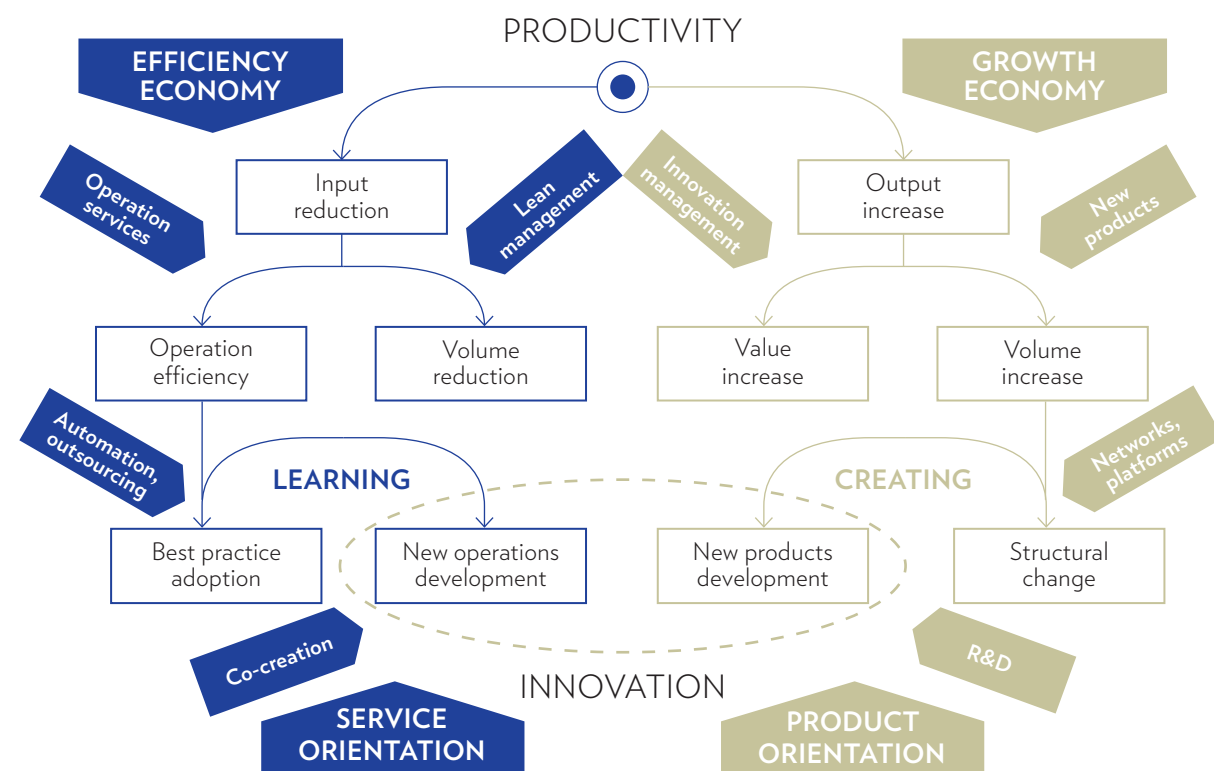 PRODUCTIVITY
EFFICIENCY
ECONOMY
GROWTH
ECONOMY
Operation
services
Input
reduction
Lean
management
Innovation
management
Output
increase
New
products
Operation
efficiency
Volume
reduction
Value
increase
Volume
increase
Automation,
outsourcing
LEARNING
CREATING
Networks,
platforms
Best practice
adoption
New operations
development
New products
development
Structural
change
Co-creation
R&D
INNOVATION
SERVICE
ORIENTATION
PRODUCT
ORIENTATION